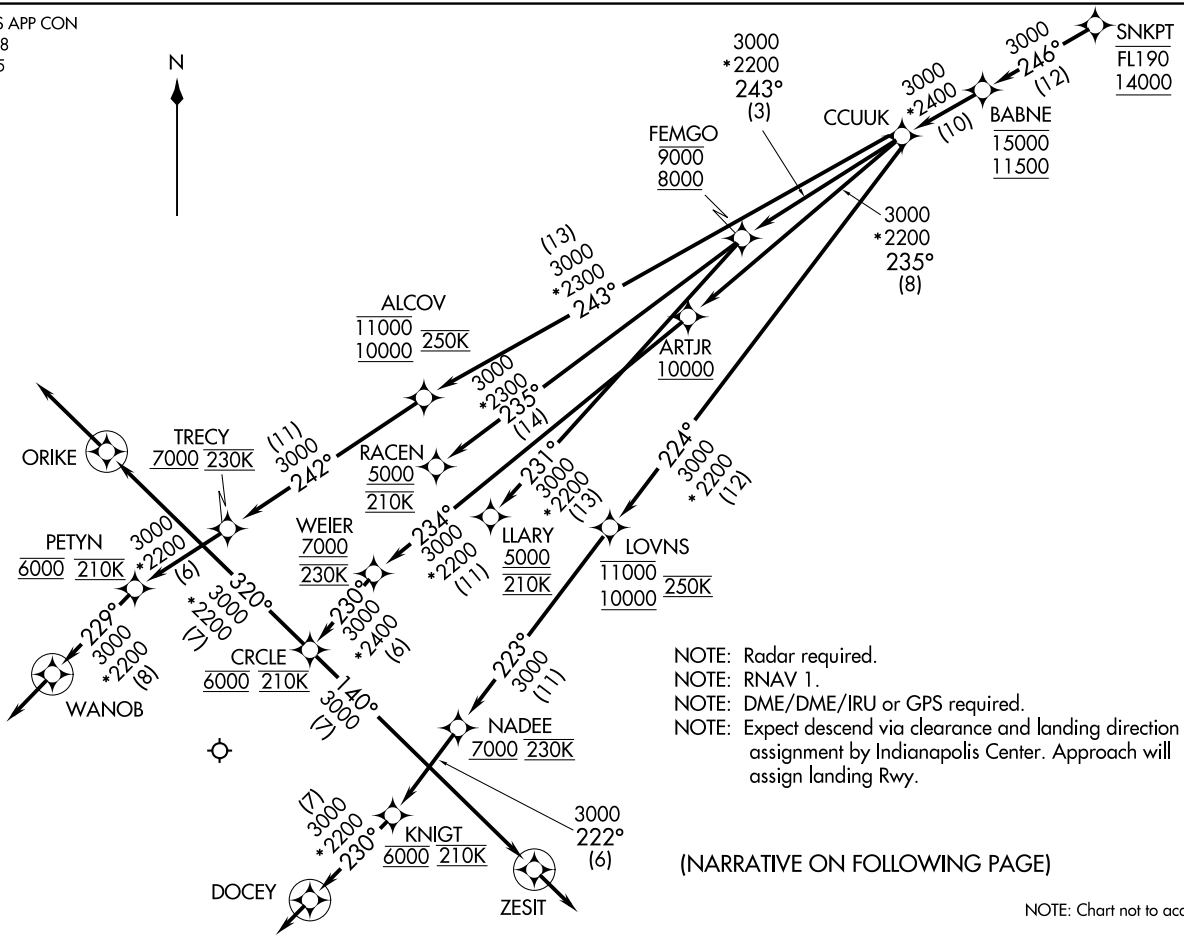 S APP CON
8
5
N
SNKPT
FL190
14000
3000
246°
(12)
BABNE
15000
11500
3000
*2400
(10)
CCUUK
3000
*2200
243°
(3)
FEMGO
9000
8000
3000
*2200
235°
(8)
(13)
3000
*2300
243°
ALCOV
11000
10000 250K
ARTJR
10000
3000
*2300
235°
(14)
(11)
3000
242°
TRECY
7000 230K
ORIKE
RACEN
5000
210K
231°
3000
*2200
(13)
224°
3000
*2200
(12)
LLARY
5000
210K
LOVNS
11000
10000 250K
234°
3000
*2200
(11)
WEIER
7000
230K
PETYN
6000 210K
3000
*2200
(6)
320°
3000
*2200
(7)
230°
3000
*2400
(6)
229°
3000
*2200
(8)
WANOB
CRCLE
6000 210K
140°
3000
(7)
223°
3000
(11)
NADEE
7000 230K
3000
222°
(6)
KNIGT
6000 210K
(7)
3000
*2200
230°
DOCEY
ZESIT
NOTE: Radar required.
NOTE: RNAV 1.
NOTE: DME/DME/IRU or GPS required.
NOTE: Expect descend via clearance and landing direction
assignment by Indianapolis Center. Approach will
assign landing Rwy.
(NARRATIVE ON FOLLOWING PAGE)
NOTE: Chart not to